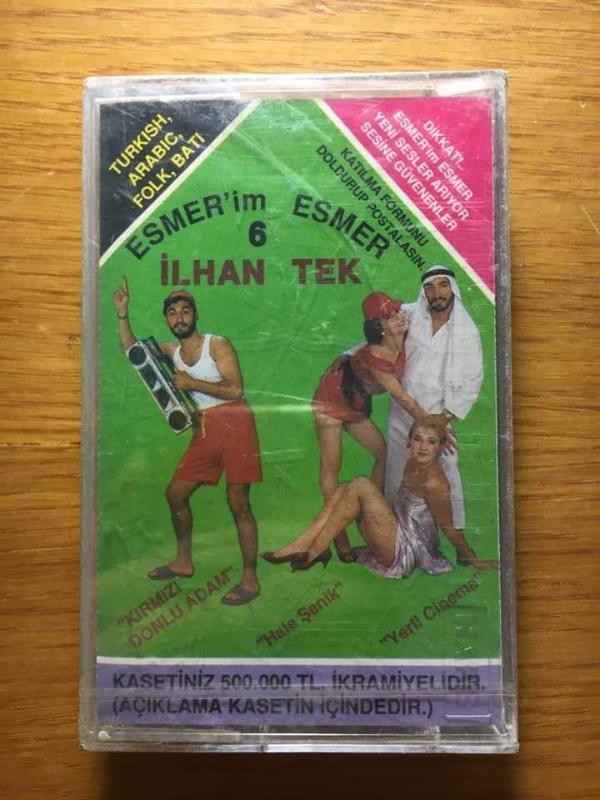 TURKISH,
ARABIC,
FOLK, BATI
DİKKAT!..
ESMER'im ESMER
YENİ SESLER ARIYOR
SESİNE GÜVENENLER
KATILMA FORMUNU
DOLDURUP POSTALASIN.
ESMER'im ESMER
6
İLHAN TEK
"KIRMIZI
DONLU ADAM"
"Hale Şenik"
"Yerli Cinema"
KASETİNİZ 500.000 TL. İKRAMİYELİDİR.
(AÇIKLAMA KASETİN İÇİNDEDİR.)